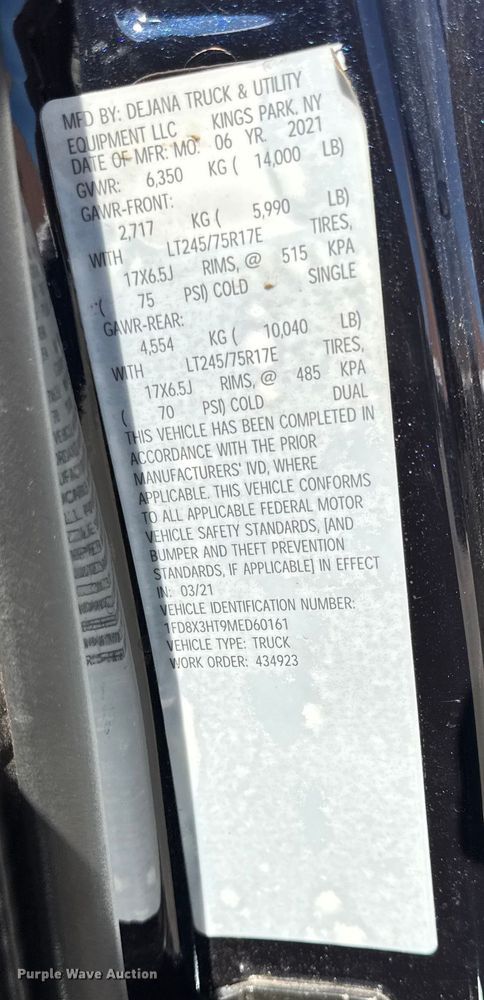 MFD BY: DEJANA TRUCK & UTILITY
EQUIPMENT LLC KINGS PARK, NY
DATE OF MFR: MO: 06 YR. 2021
GVWR: 6,350 KG ( 14,000 LB)
GAWR-FRONT:
2,717 KG ( 5,990 LB)
WITH LT245/75R17E TIRES,
17X6.5J RIMS, @ 515 KPA
( 75 PSI) COLD SINGLE
GAWR-REAR:
4,554 KG ( 10,040 LB)
WITH LT245/75R17E TIRES,
17X6.5J RIMS, @ 485 KPA
( 70 PSI) COLD DUAL
THIS VEHICLE HAS BEEN COMPLETED IN
ACCORDANCE WITH THE PRIOR
MANUFACTURERS' IVD, WHERE
APPLICABLE. THIS VEHICLE CONFORMS
TO ALL APPLICABLE FEDERAL MOTOR
VEHICLE SAFETY STANDARDS, [AND
BUMPER AND THEFT PREVENTION
STANDARDS, IF APPLICABLE] IN EFFECT
IN: 03/21
VEHICLE IDENTIFICATION NUMBER:
1FD8X3HT9MED60161
VEHICLE TYPE: TRUCK
WORK ORDER: 434923
Purple Wave Auction